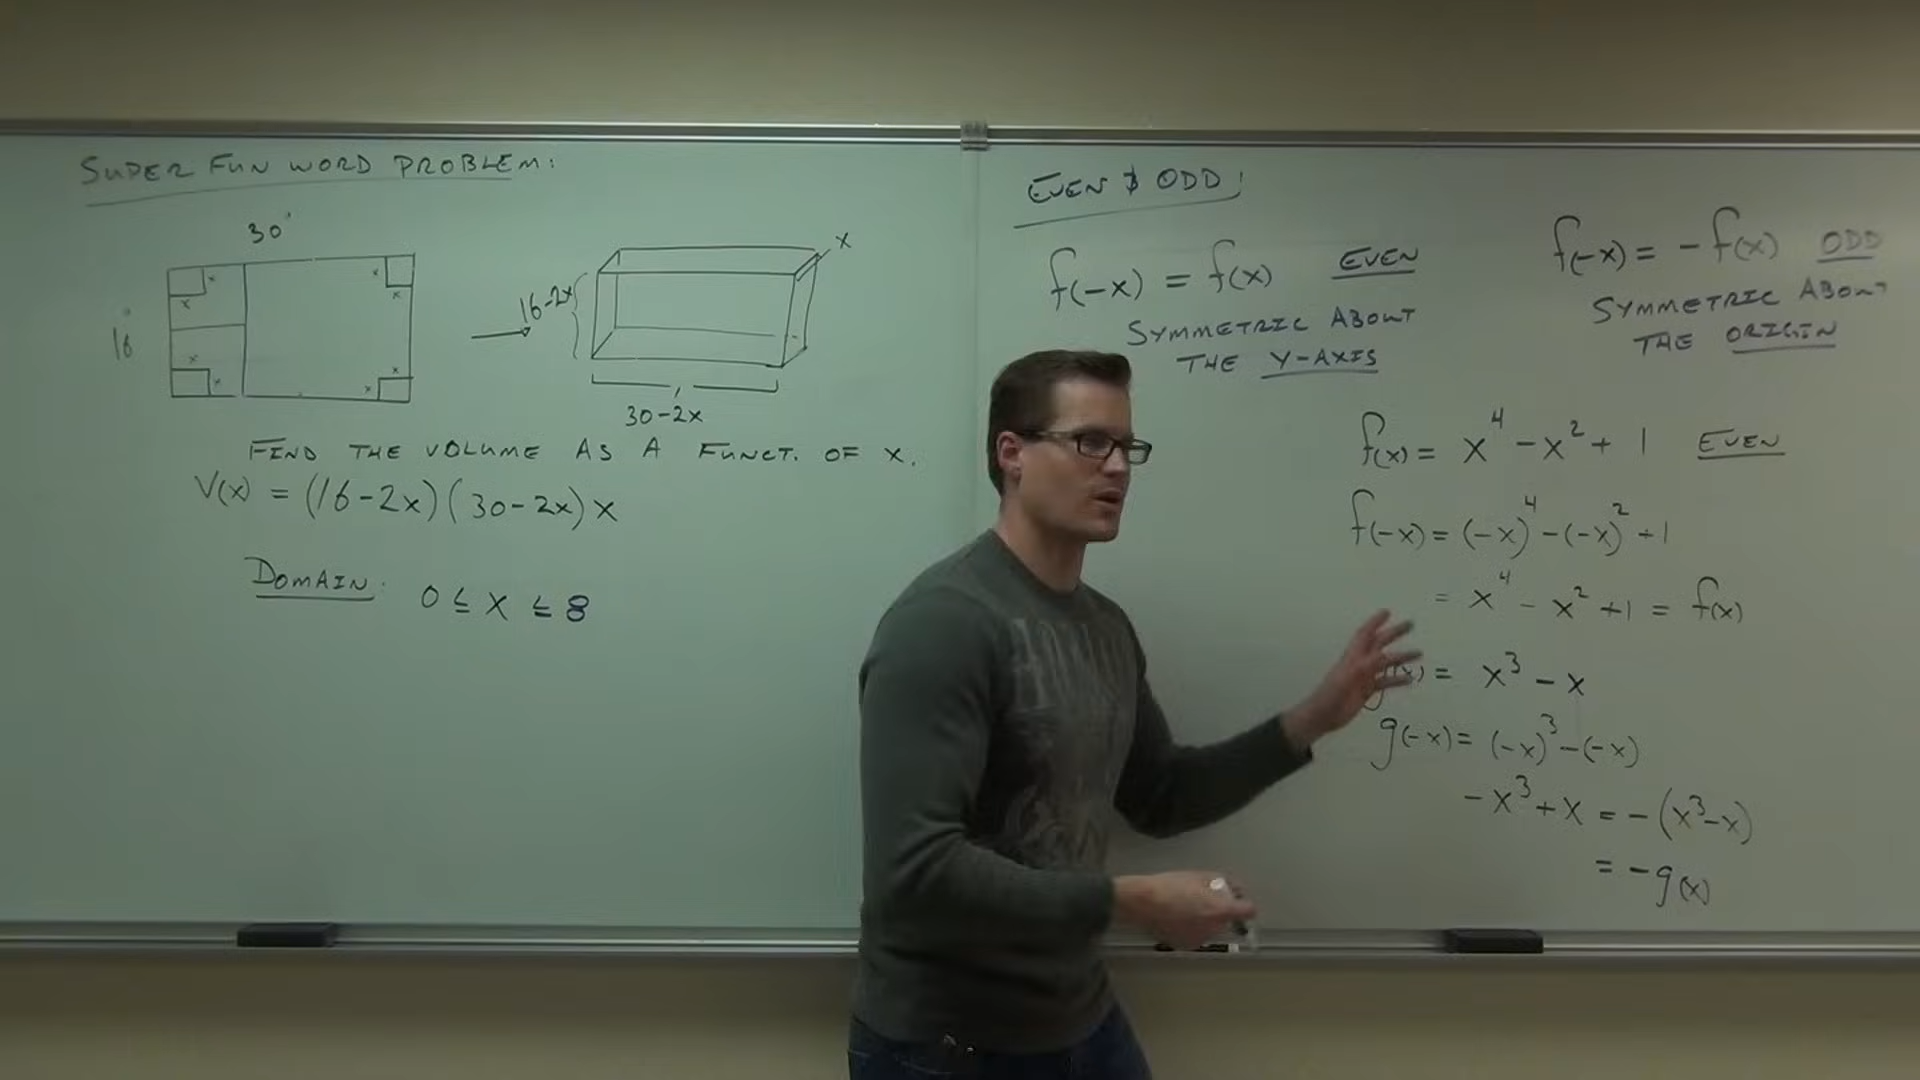 SUPER FUN WORD PROBLEM:
30"
16"
x x
x x
x x
x x
16-2x
x
30-2x
FIND THE VOLUME AS A FUNCT. OF X.
V(x) = (16-2x)(30-2x)x
DOMAIN: 0 ≤ x ≤ 8
EVEN & ODD:
f(-x) = f(x) EVEN
SYMMETRIC ABOUT
THE Y-AXIS
f(-x) = -f(x) ODD
SYMMETRIC ABOUT
THE ORIGIN
f(x) = x⁴ - x² + 1 EVEN
f(-x) = (-x)⁴ - (-x)² + 1
= x⁴ - x² + 1 = f(x)
= x³ - x
g(-x) = (-x)³ - (-x)
-x³ + x = -(x³-x)
= -g(x)